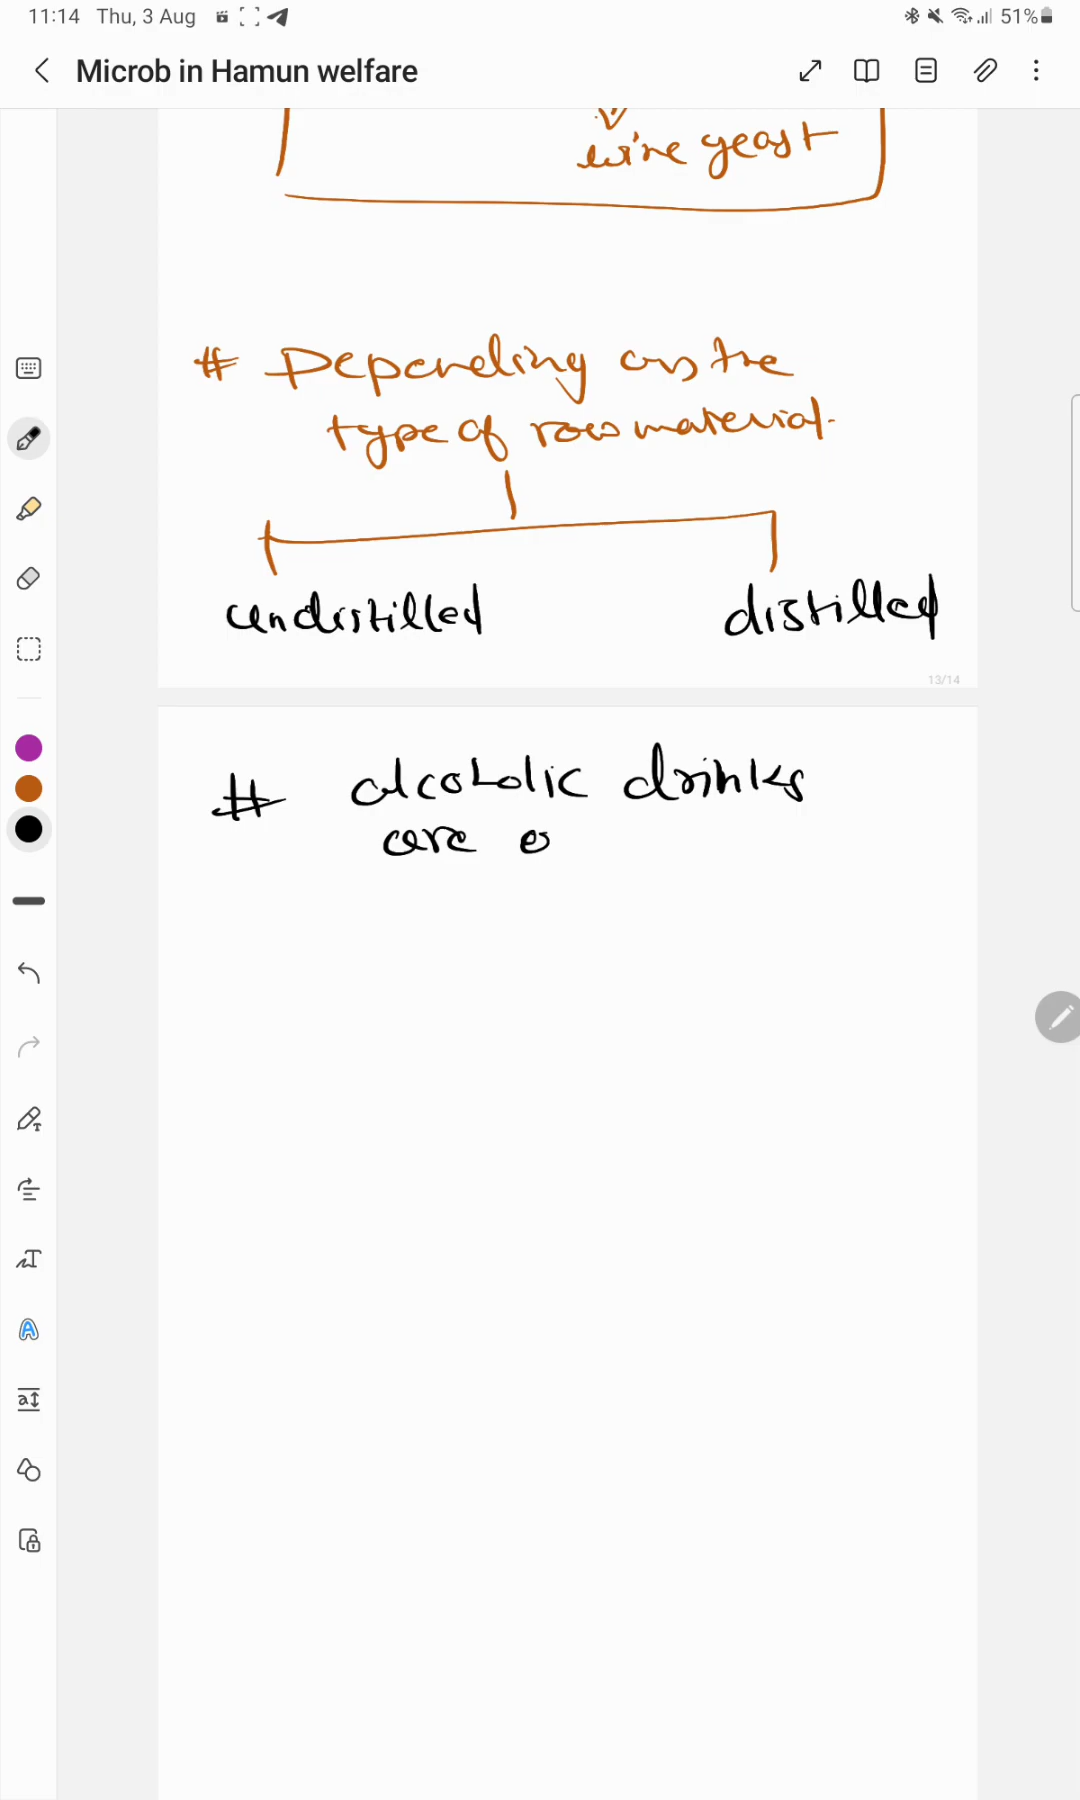 11:14 Thu, 3 Aug 51%
Microb in Hamun welfare
wine yeast
# Depending on the
type of raw material.
undistilled distilled
13/14
# alcoholic drinks
are o